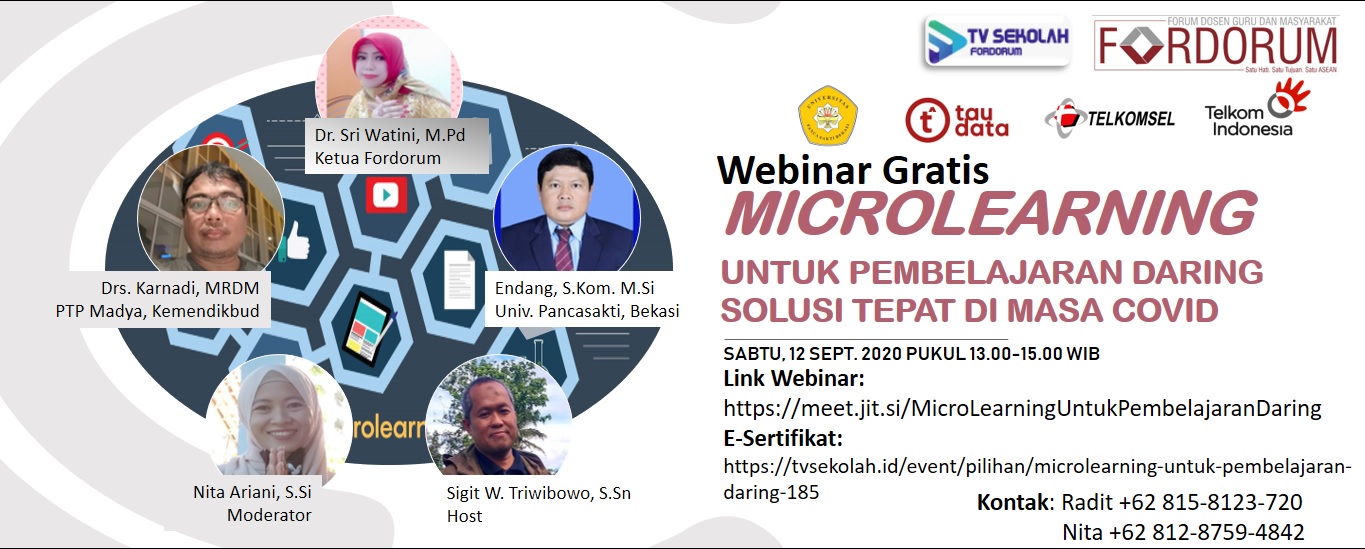 TV SEKOLAH
FORDORUM
FORUM DOSEN GURU DAN MASYARAKAT
FORDORUM
Satu Hati. Satu Tujuan. Satu ASEAN
UNIVERSITAS
PANCA SAKTI BEKASI
tau
data
TELKOMSEL
Telkom
Indonesia
Dr. Sri Watini, M.Pd
Ketua Fordorum
Drs. Karnadi, MRDM
PTP Madya, Kemendikbud
Endang, S.Kom. M.Si
Univ. Pancasakti, Bekasi
rolearn
Nita Ariani, S.Si
Moderator
Sigit W. Triwibowo, S.Sn
Host
Webinar Gratis
MICROLEARNING
UNTUK PEMBELAJARAN DARING
SOLUSI TEPAT DI MASA COVID
SABTU, 12 SEPT. 2020 PUKUL 13.00-15.00 WIB
Link Webinar:
https://meet.jit.si/MicroLearningUntukPembelajaranDaring
E-Sertifikat:
https://tvsekolah.id/event/pilihan/microlearning-untuk-pembelajaran-
daring-185
Kontak: Radit +62 815-8123-720
Nita +62 812-8759-4842